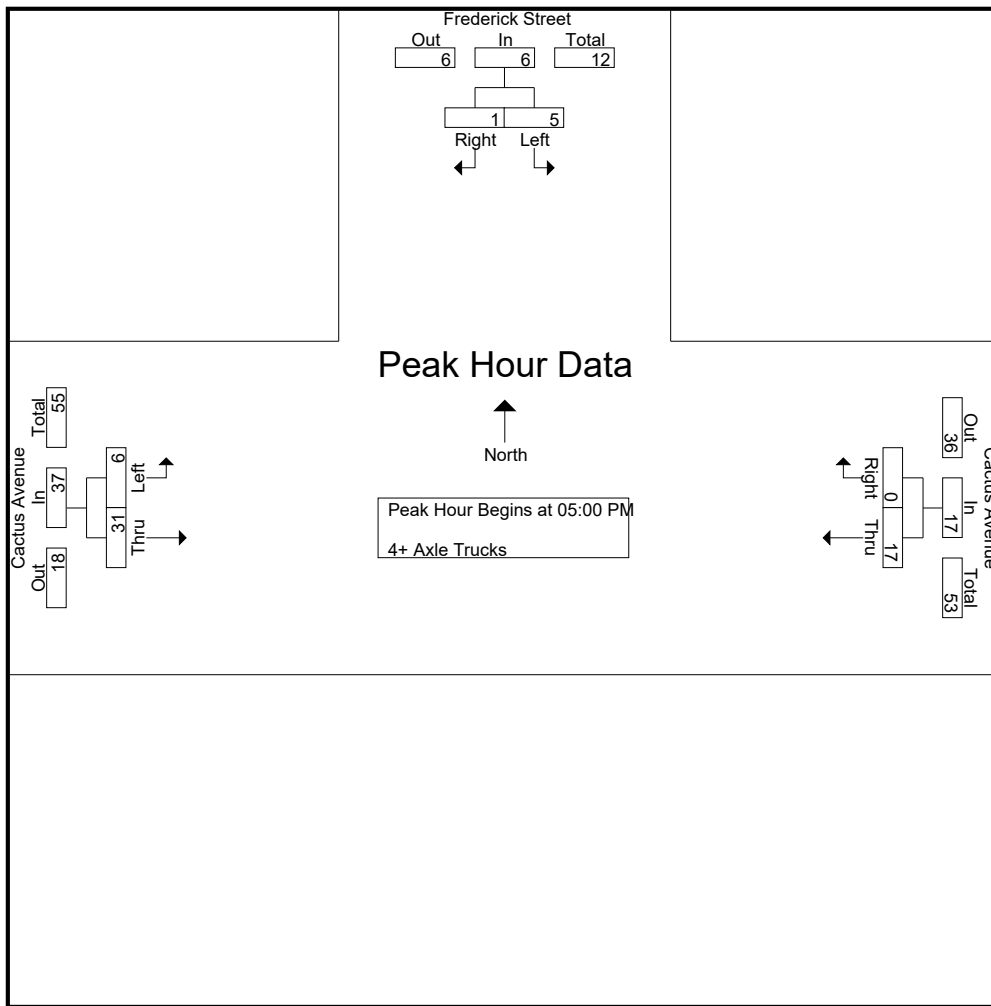 Frederick Street
Out In Total
6 6 12
1 5
Right Left
Peak Hour Data
North
Peak Hour Begins at 05:00 PM
4+ Axle Trucks
Cactus Avenue
Out In Total
18 37 55
Thru Left
31 6
Cactus Avenue
Out In Total
36 17 53
Right Thru
0 17